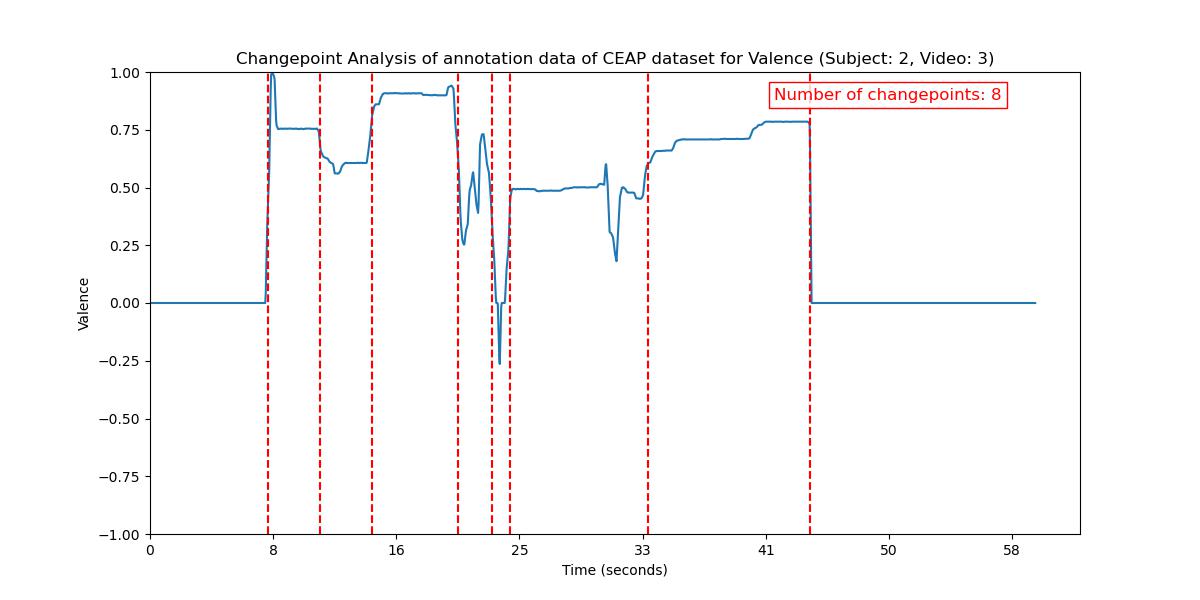 Changepoint Analysis of annotation data of CEAP dataset for Valence (Subject: 2, Video: 3)
Number of changepoints: 8
1.00
0.75
0.50
0.25
0.00
−0.25
−0.50
−0.75
−1.00
Valence
0 8 16 25 33 41 50 58
Time (seconds)